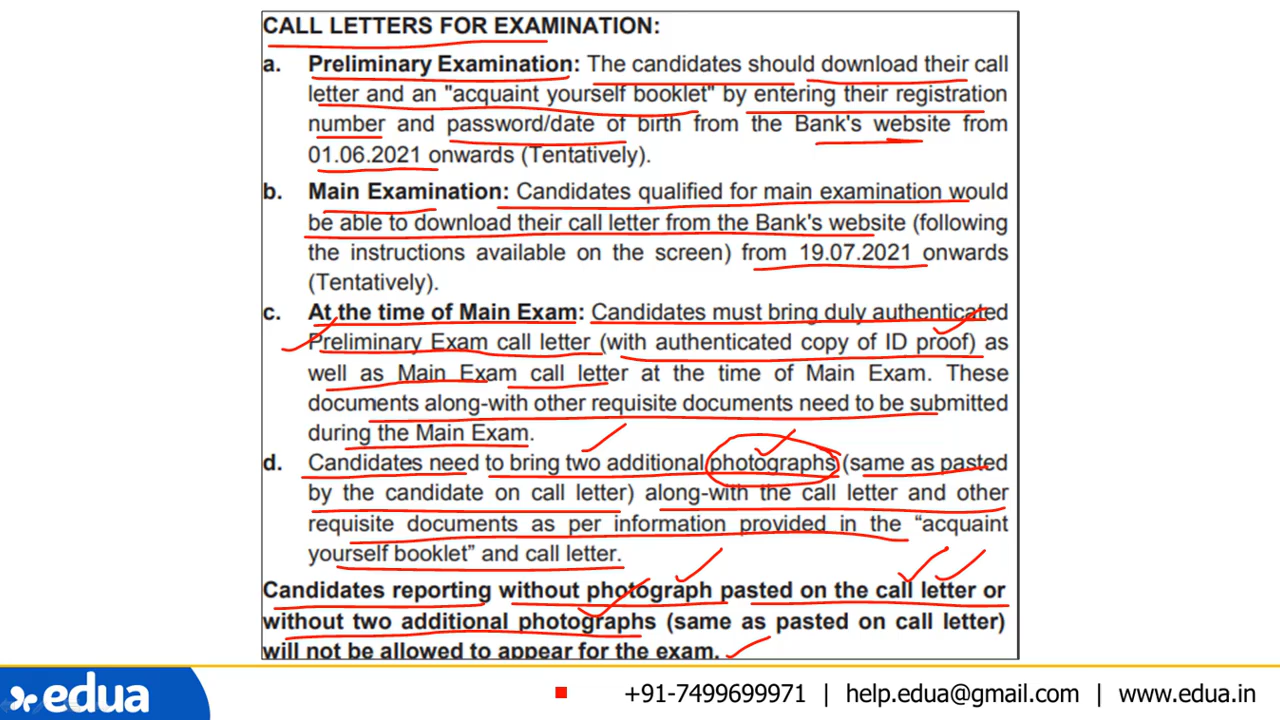 CALL LETTERS FOR EXAMINATION:
a. Preliminary Examination: The candidates should download their call
letter and an "acquaint yourself booklet" by entering their registration
number and password/date of birth from the Bank's website from
01.06.2021 onwards (Tentatively).
b. Main Examination: Candidates qualified for main examination would
be able to download their call letter from the Bank's website (following
the instructions available on the screen) from 19.07.2021 onwards
(Tentatively).
c. At the time of Main Exam: Candidates must bring duly authenticated
Preliminary Exam call letter (with authenticated copy of ID proof) as
well as Main Exam call letter at the time of Main Exam. These
documents along-with other requisite documents need to be submitted
during the Main Exam.
d. Candidates need to bring two additional photographs (same as pasted
by the candidate on call letter) along-with the call letter and other
requisite documents as per information provided in the “acquaint
yourself booklet” and call letter.
Candidates reporting without photograph pasted on the call letter or
without two additional photographs (same as pasted on call letter)
will not be allowed to appear for the exam.
edua
+91-7499699971 | help.edua@gmail.com | www.edua.in